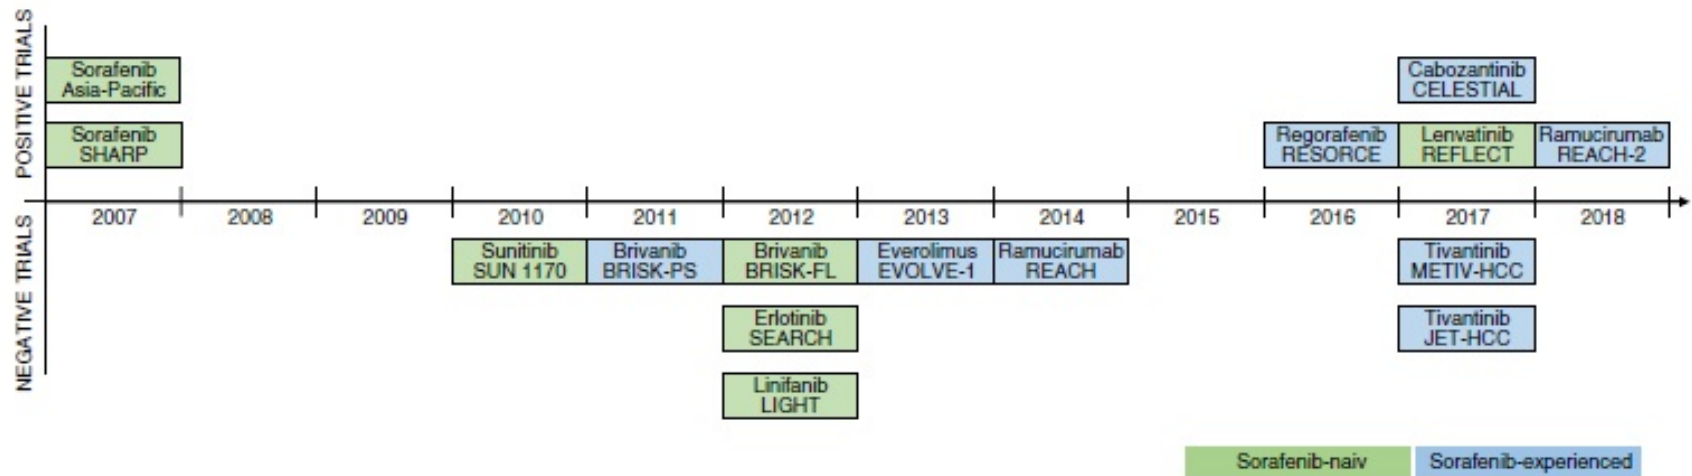 POSITIVE TRIALS
Sorafenib
Asia-Pacific
Cabozantinib
CELESTIAL
Sorafenib
SHARP
Regorafenib
RESORCE
Lenvatinib
REFLECT
Ramucirumab
REACH-2
2007
2008
2009
2010
2011
2012
2013
2014
2015
2016
2017
2018
NEGATIVE TRIALS
Sunitinib
SUN 1170
Brivanib
BRISK-PS
Brivanib
BRISK-FL
Everolimus
EVOLVE-1
Ramucirumab
REACH
Tivantinib
METIV-HCC
Erlotinib
SEARCH
Tivantinib
JET-HCC
Linifanib
LIGHT
Sorafenib-naiv
Sorafenib-experienced